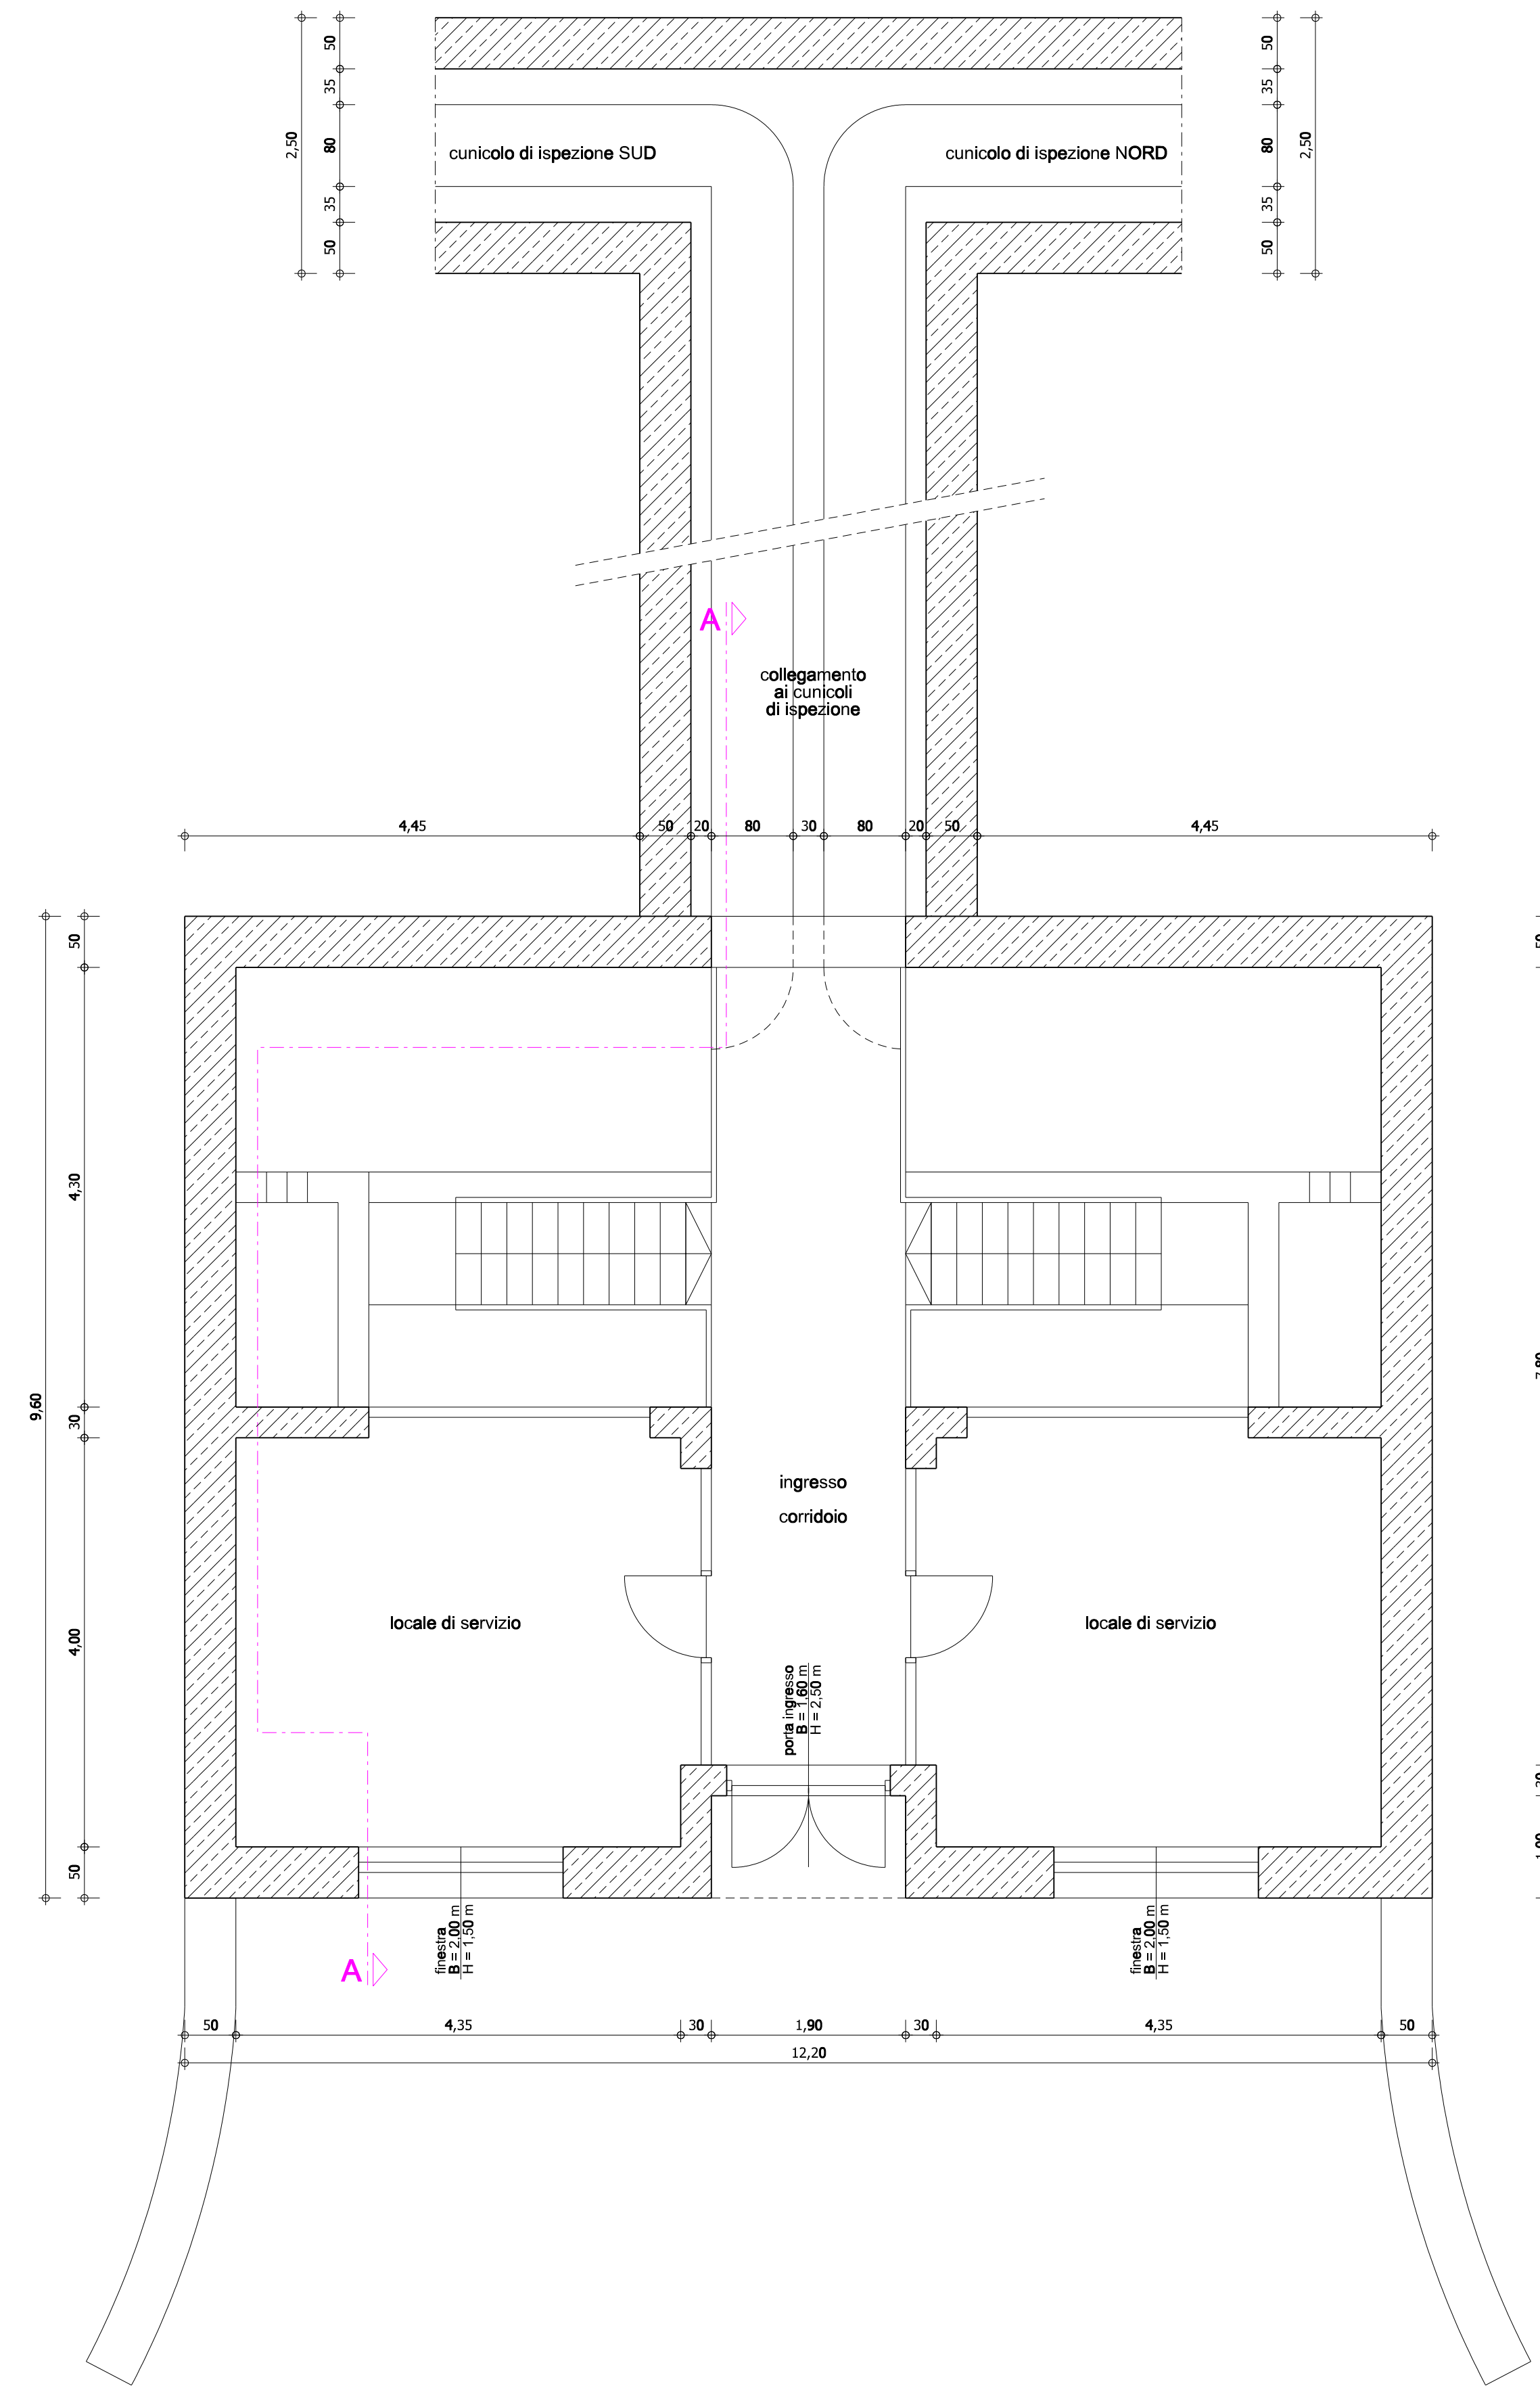 50
35
80
35
50
2,50
50
35
80
35
50
2,50
cunicolo di ispezione SUD
cunicolo di ispezione NORD
A
collegamento
ai cunicoli
di ispezione
4,45
50
20
80
30
80
20
50
4,45
50
4,30
30
4,00
50
9,60
ingresso
corridoio
locale di servizio
locale di servizio
porta ingresso
B = 1,60 m
H = 2,50 m
finestra
B = 2,00 m
H = 1,50 m
finestra
B = 2,00 m
H = 1,50 m
A
50
4,35
30
1,90
30
4,35
50
12,20